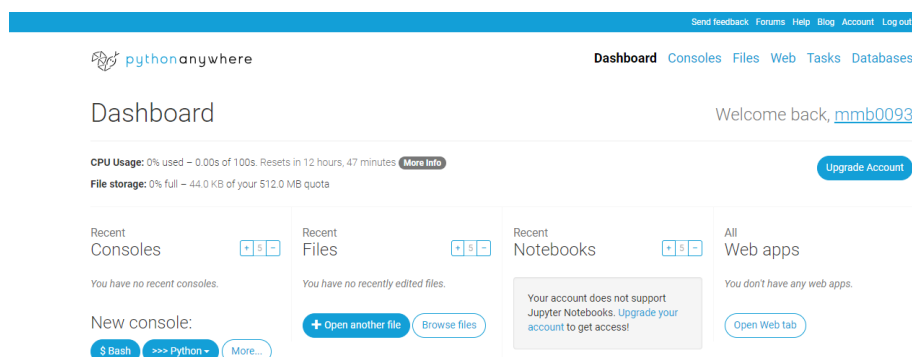 Send feedback Forums Help Blog Account Log out
pythonanywhere
Dashboard Consoles Files Web Tasks Databases
Dashboard
Welcome back, mmb0093
CPU Usage: 0% used – 0.00s of 100s. Resets in 12 hours, 47 minutes More Info
File storage: 0% full – 44.0 KB of your 512.0 MB quota
Upgrade Account
Recent
Consoles
+ 5 −
You have no recent consoles.
New console:
$ Bash >>> Python More...
Recent
Files
+ 5 −
You have no recently edited files.
+ Open another file Browse files
Recent
Notebooks
+ 5 −
Your account does not support
Jupyter Notebooks. Upgrade your
account to get access!
All
Web apps
You don't have any web apps.
Open Web tab